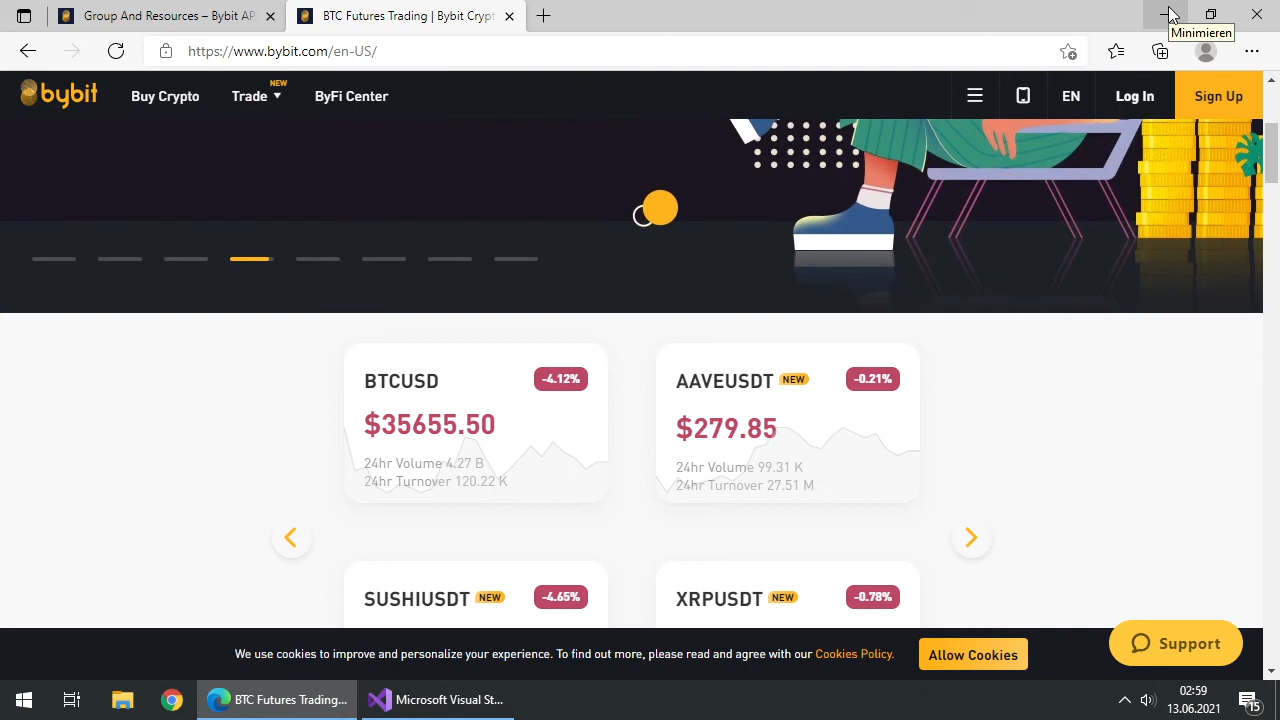 Group And Resources – Bybit AP
BTC Futures Trading | Bybit Crypt
Minimieren
https://www.bybit.com/en-US/
bybit
Buy Crypto
Trade
NEW
ByFi Center
EN
Log In
Sign Up
BTCUSD
-4.12%
$35655.50
24hr Volume 4.27 B
24hr Turnover 120.22 K
AAVEUSDT NEW
-0.21%
$279.85
24hr Volume 99.31 K
24hr Turnover 27.51 M
SUSHIUSDT NEW
-4.65%
XRPUSDT NEW
-0.78%
We use cookies to improve and personalize your experience. To find out more, please read and agree with our Cookies Policy.
Allow Cookies
Support
BTC Futures Trading...
Microsoft Visual St...
02:59
13.06.2021
15